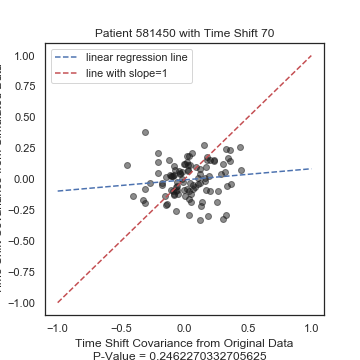 Patient 581450 with Time Shift 70
linear regression line
line with slope=1
1.00
0.75
0.50
0.25
0.00
−0.25
−0.50
−0.75
−1.00
−1.0
−0.5
0.0
0.5
1.0
Time Shift Covariance from Original Data
P-Value = 0.2462270332705625